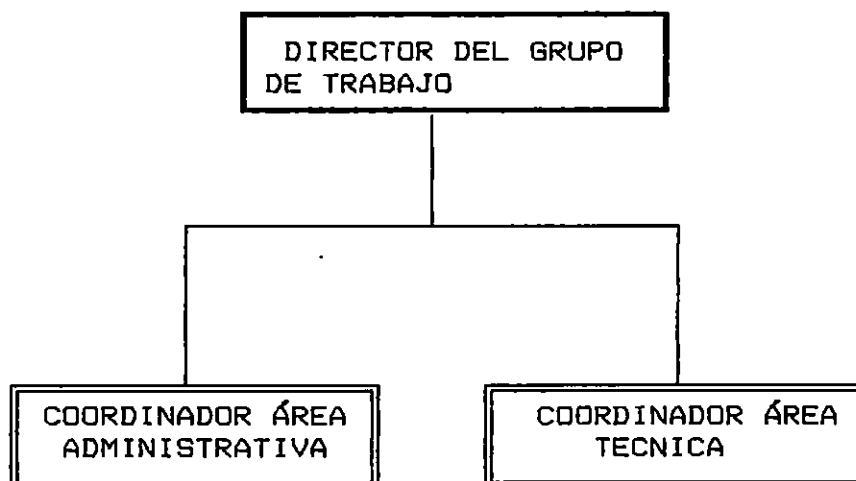 DIRECTOR DEL GRUPO
DE TRABAJO
COORDINADOR ÁREA
ADMINISTRATIVA
COORDINADOR ÁREA
TECNICA